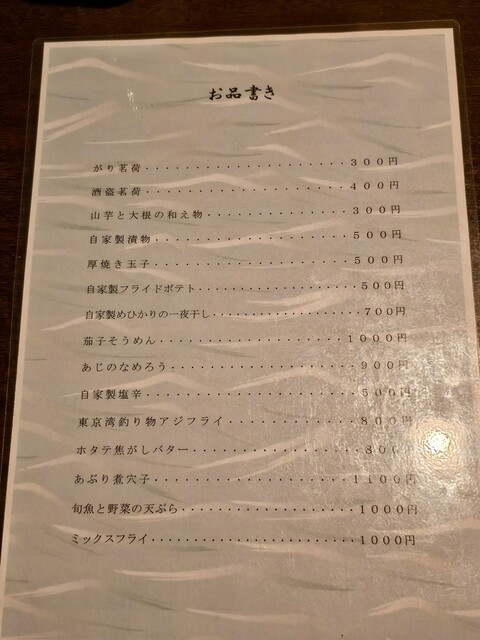 お品書き
がり茗荷・・・・・・・・・・・・・・・・・・・・・300円
酒盗茗荷・・・・・・・・・・・・・・・・・・・・・400円
山芋と大根の和え物・・・・・・・・・・・・・・・300円
自家製漬物・・・・・・・・・・・・・・・・・・・・500円
厚焼き玉子・・・・・・・・・・・・・・・・・・・・500円
自家製フライドポテト・・・・・・・・・・・・・・・500円
自家製めひかりの一夜干し・・・・・・・・・・・・・・700円
茄子そうめん・・・・・・・・・・・・・・・・・・・1000円
あじのなめろう・・・・・・・・・・・・・・・・・・900円
自家製塩辛・・・・・・・・・・・・・・・・・・・・500円
東京湾釣り物アジフライ・・・・・・・・・・・・・800円
ホタテ焦がしバター・・・・・・・・・・・・・・・・800円
あぶり煮穴子・・・・・・・・・・・・・・・・・・1100円
旬魚と野菜の天ぷら・・・・・・・・・・・・・・・・1000円
ミックスフライ・・・・・・・・・・・・・・・・・・・1000円